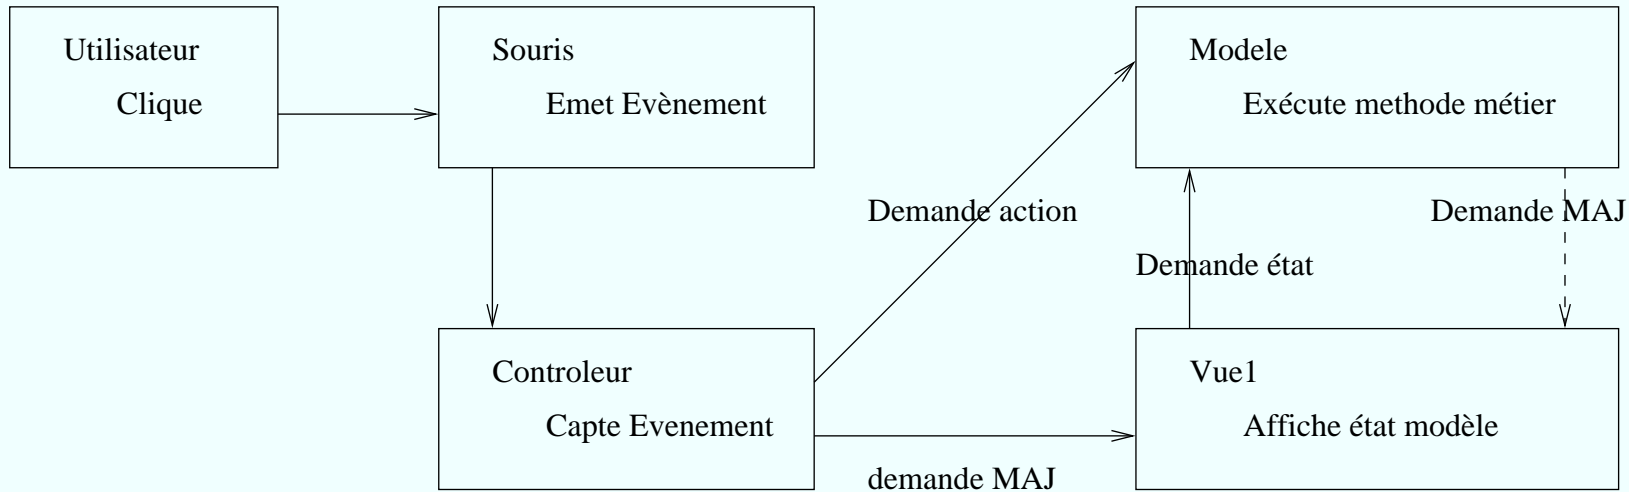 Utilisateur
Clique
Souris
Emet Evènement
Modele
Exécute methode métier
Demande action
Demande MAJ
Demande état
Controleur
Capte Evenement
Vue1
Affiche état modèle
demande MAJ